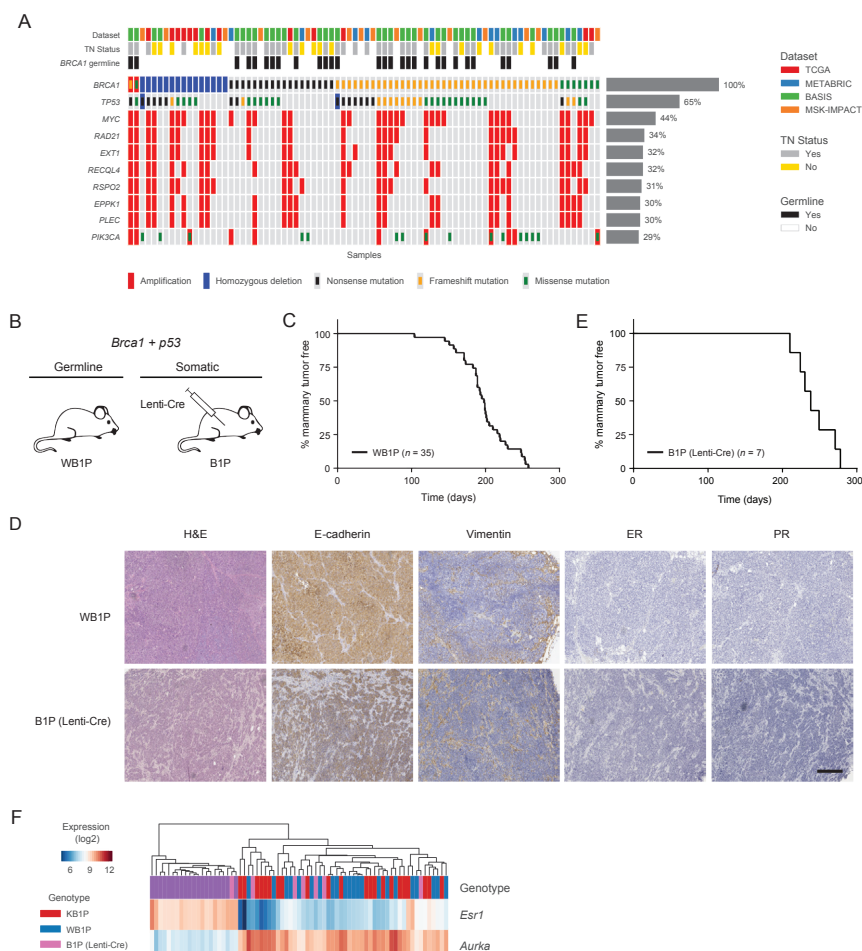 A
Dataset
TN Status
BRCA1 germline
BRCA1
100%
TP53
65%
MYC
44%
RAD21
34%
EXT1
32%
RECQL4
32%
RSPO2
31%
EPPK1
30%
PLEC
30%
PIK3CA
29%
Samples
Amplification
Homozygous deletion
Nonsense mutation
Frameshift mutation
Missense mutation
Dataset
TCGA
METABRIC
BASIS
MSK-IMPACT
TN Status
Yes
No
Germline
Yes
No
B
Brca1 + p53
Germline
Somatic
Lenti-Cre
WB1P
B1P
C
% mammary tumor free
100
75
50
25
0
WB1P (n = 35)
0
100
200
300
Time (days)
E
% mammary tumor free
100
75
50
25
0
B1P (Lenti-Cre) (n = 7)
0
100
200
300
Time (days)
D
H&E
E-cadherin
Vimentin
ER
PR
WB1P
B1P (Lenti-Cre)
F
Expression
(log2)
6 9 12
Genotype
KB1P
WB1P
B1P (Lenti-Cre)
Genotype
Esr1
Aurka